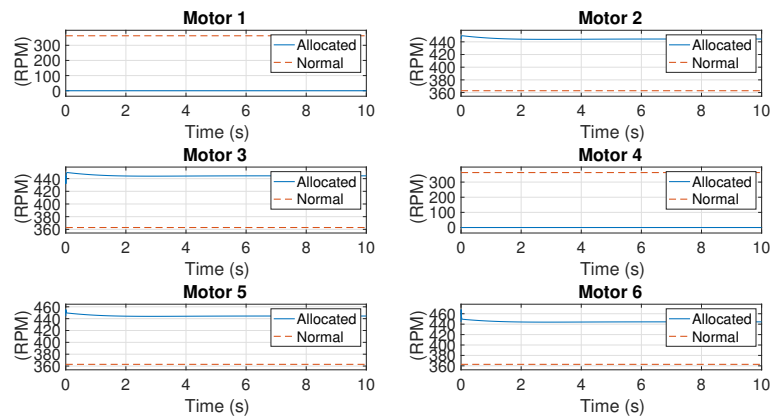 Motor 1
(RPM)
300
200
100
0
Allocated
Normal
0 2 4 6 8 10
Time (s)
Motor 2
(RPM)
440
420
400
380
360
Allocated
Normal
0 2 4 6 8 10
Time (s)
Motor 3
(RPM)
440
420
400
380
360
Allocated
Normal
0 2 4 6 8 10
Time (s)
Motor 4
(RPM)
300
200
100
0
Allocated
Normal
0 2 4 6 8 10
Time (s)
Motor 5
(RPM)
460
440
420
400
380
360
Allocated
Normal
0 2 4 6 8 10
Time (s)
Motor 6
(RPM)
460
440
420
400
380
360
Allocated
Normal
0 2 4 6 8 10
Time (s)